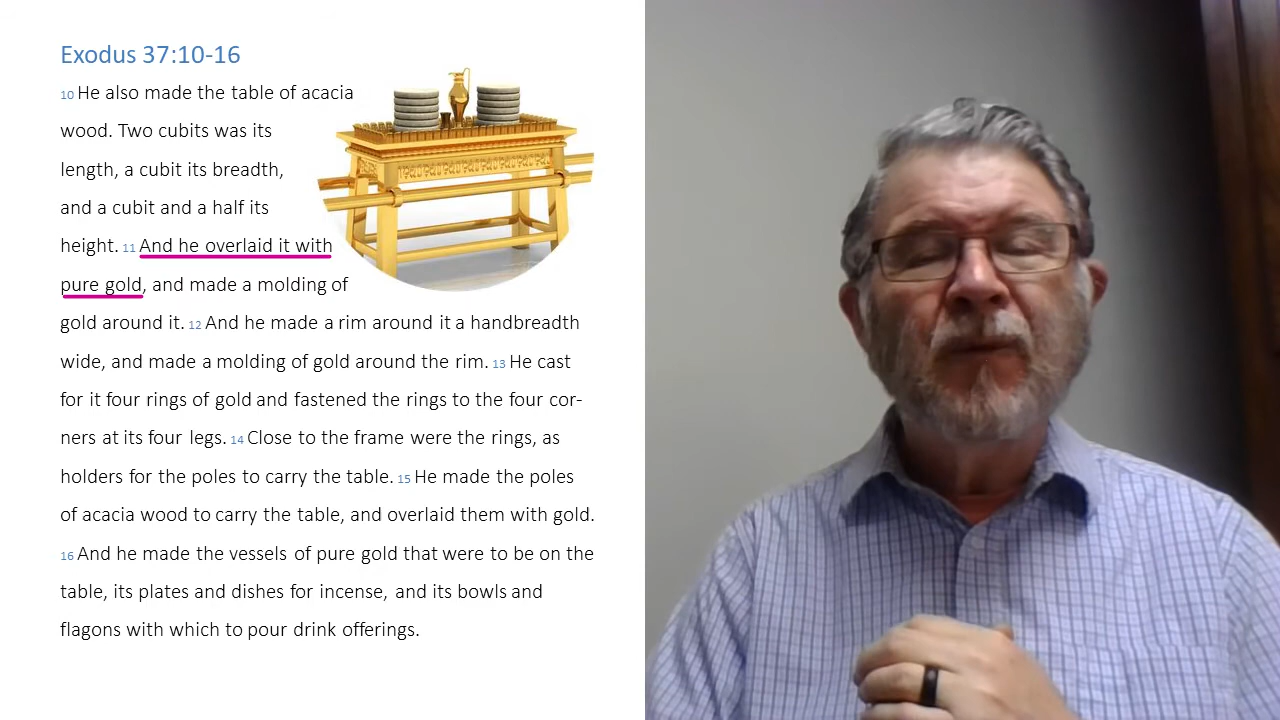 Exodus 37:10-16
10 He also made the table of acacia
wood. Two cubits was its
length, a cubit its breadth,
and a cubit and a half its
height. 11 And he overlaid it with
pure gold, and made a molding of
gold around it. 12 And he made a rim around it a handbreadth
wide, and made a molding of gold around the rim. 13 He cast
for it four rings of gold and fastened the rings to the four cor-
ners at its four legs. 14 Close to the frame were the rings, as
holders for the poles to carry the table. 15 He made the poles
of acacia wood to carry the table, and overlaid them with gold.
16 And he made the vessels of pure gold that were to be on the
table, its plates and dishes for incense, and its bowls and
flagons with which to pour drink offerings.